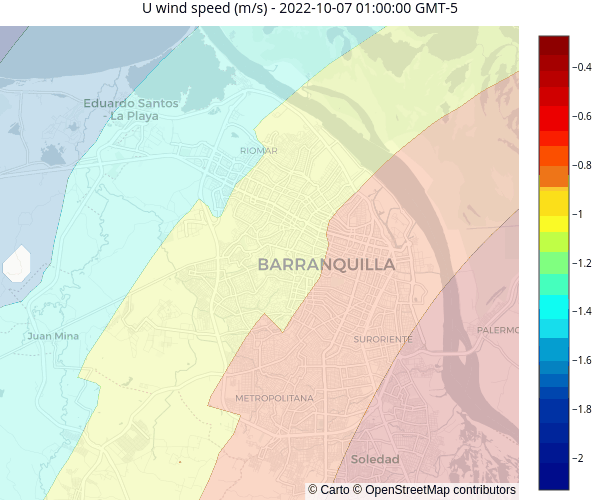 U wind speed (m/s) - 2022-10-07 01:00:00 GMT-5
Eduardo Santos
- La Playa
RIOMAR
BARRANQUILLA
Juan Mina
SURORIENTE
PALERMO
METROPOLITANA
Soledad
© Carto © OpenStreetMap contributors
−0.4
−0.6
−0.8
−1
−1.2
−1.4
−1.6
−1.8
−2